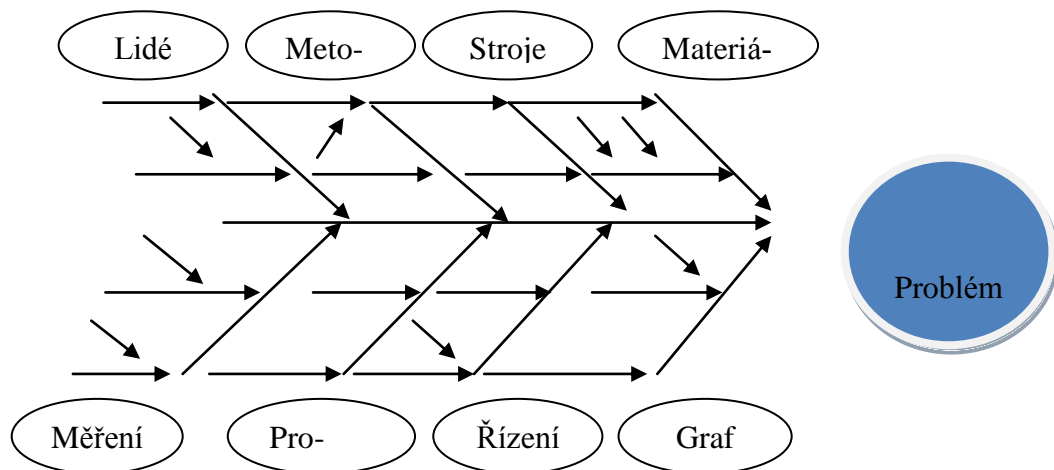 Lidé
Meto-
Stroje
Materiá-
Problém
Měření
Pro-
Řízení
Graf